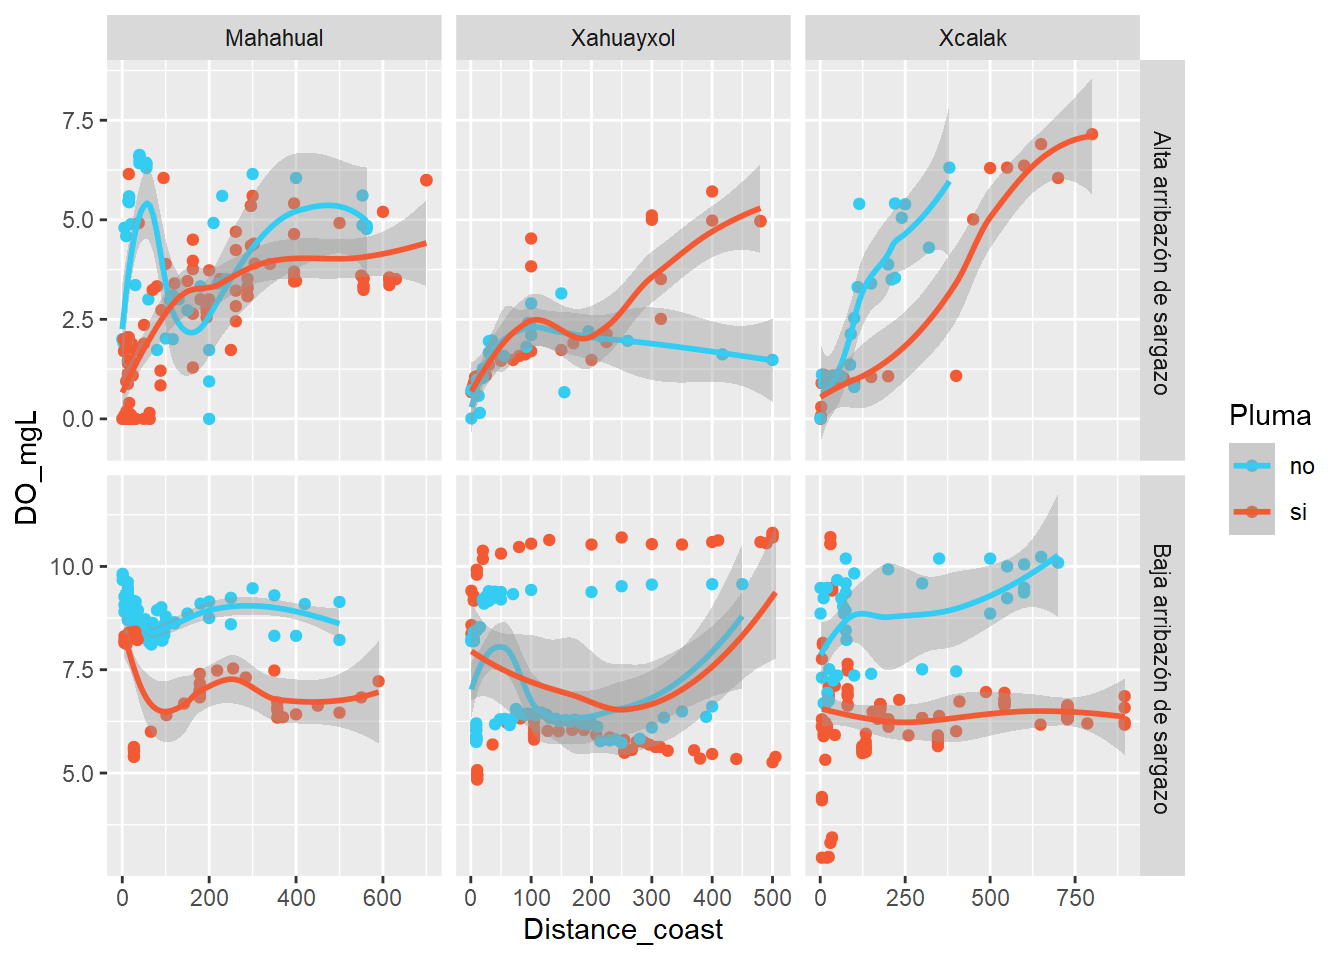 Mahahual
Xahuayxol
Xcalak
7.5
5.0
2.5
0.0
Alta arribazón de sargazo
10.0
7.5
5.0
Baja arribazón de sargazo
DO_mgL
0 200 400 600
0 100 200 300 400 500
0 250 500 750
Distance_coast
Pluma
no
si